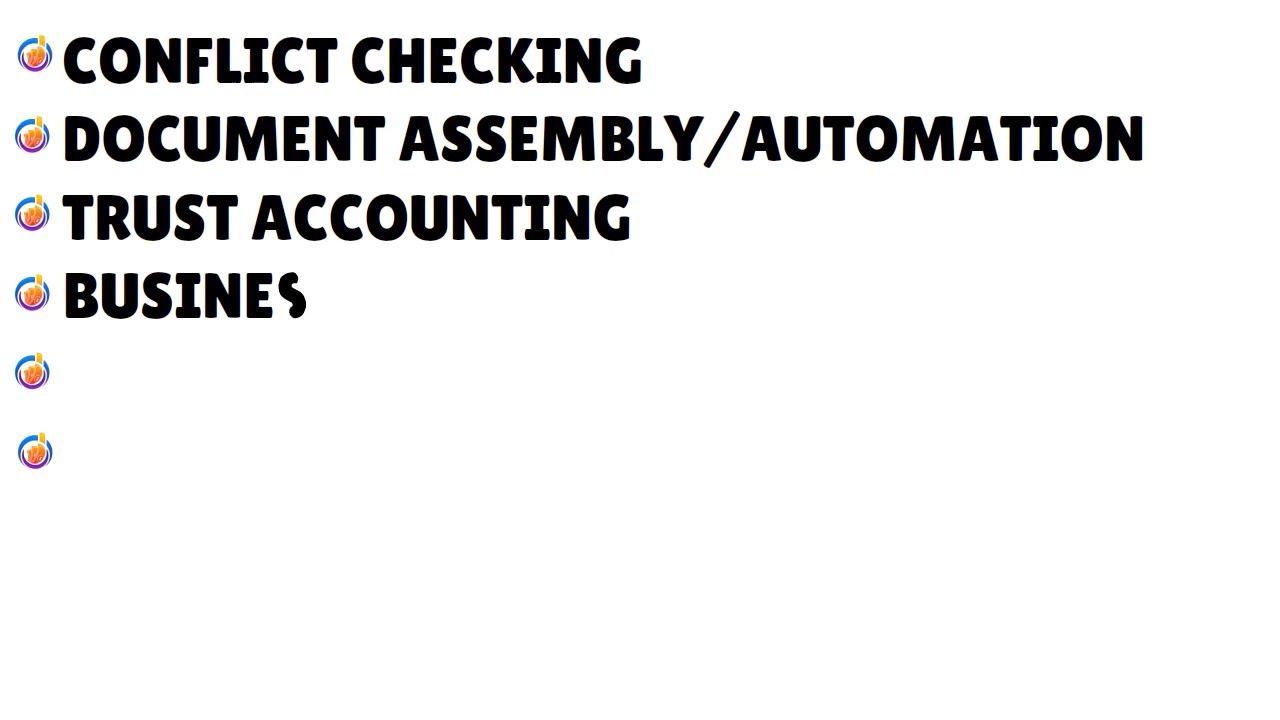 CONFLICT CHECKING
DOCUMENT ASSEMBLY/AUTOMATION
TRUST ACCOUNTING
BUSINES